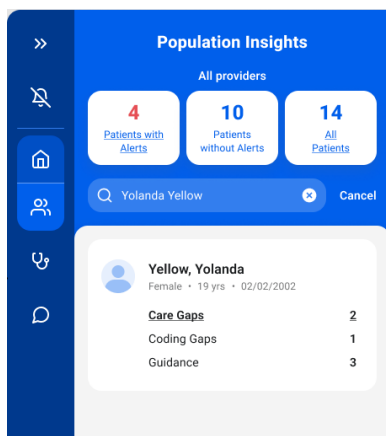 Population Insights
All providers
4
Patients with
Alerts
10
Patients
without Alerts
14
All
Patients
Yolanda Yellow
Cancel
Yellow, Yolanda
Female • 19 yrs • 02/02/2002
Care Gaps 2
Coding Gaps 1
Guidance 3